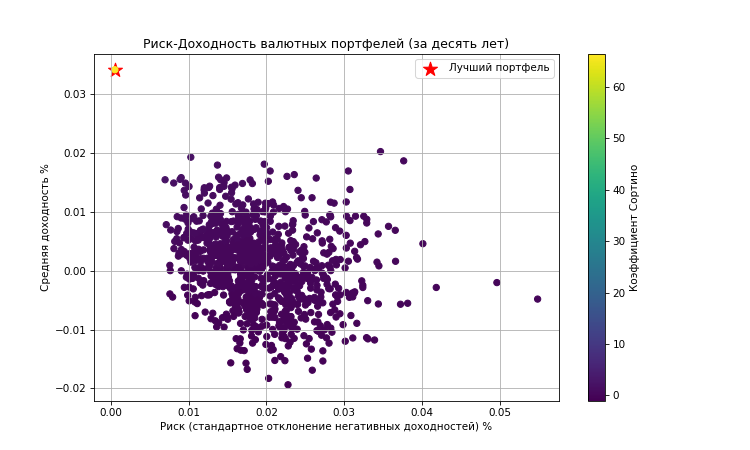 Риск-Доходность валютных портфелей (за десять лет)
Лучший портфель
Средняя доходность %
0.03
0.02
0.01
0.00
−0.01
−0.02
0.00 0.01 0.02 0.03 0.04 0.05
Риск (стандартное отклонение негативных доходностей) %
60
50
40
30
20
10
0
Коэффициент Сортино